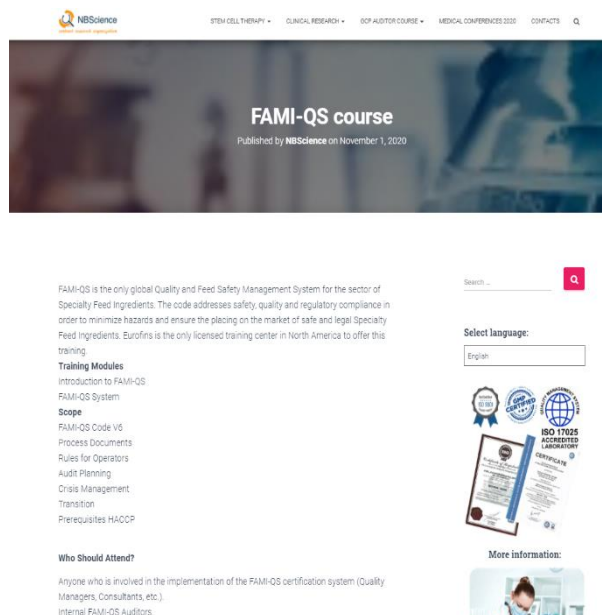 NBScience
contract research organization
STEM CELL THERAPY
CLINICAL RESEARCH
GCP AUDITOR COURSE
MEDICAL CONFERENCES 2020
CONTACTS
FAMI-QS course
Published by NBScience on November 1, 2020
FAMI-QS is the only global Quality and Feed Safety Management System for the sector of
Specialty Feed Ingredients. The code addresses safety, quality and regulatory compliance in
order to minimize hazards and ensure the placing on the market of safe and legal Specialty
Feed Ingredients. Eurofins is the only licensed training center in North America to offer this
training.
Training Modules
Introduction to FAMI-QS
FAMI-QS System
Scope
FAMI-QS Code V6
Process Documents
Rules for Operators
Audit Planning
Crisis Management
Transition
Prerequisites HACCP
Who Should Attend?
Anyone who is involved in the implementation of the FAMI-QS certification system (Quality
Managers, Consultants, etc.).
Internal FAMI-QS Auditors
Search …
Select language:
English
GMP
CERTIFIED
QUALITY MANAGEMENT SYSTEM
ISO 17025
ACCREDITED
LABORATORY
CERTIFICATE
More information: